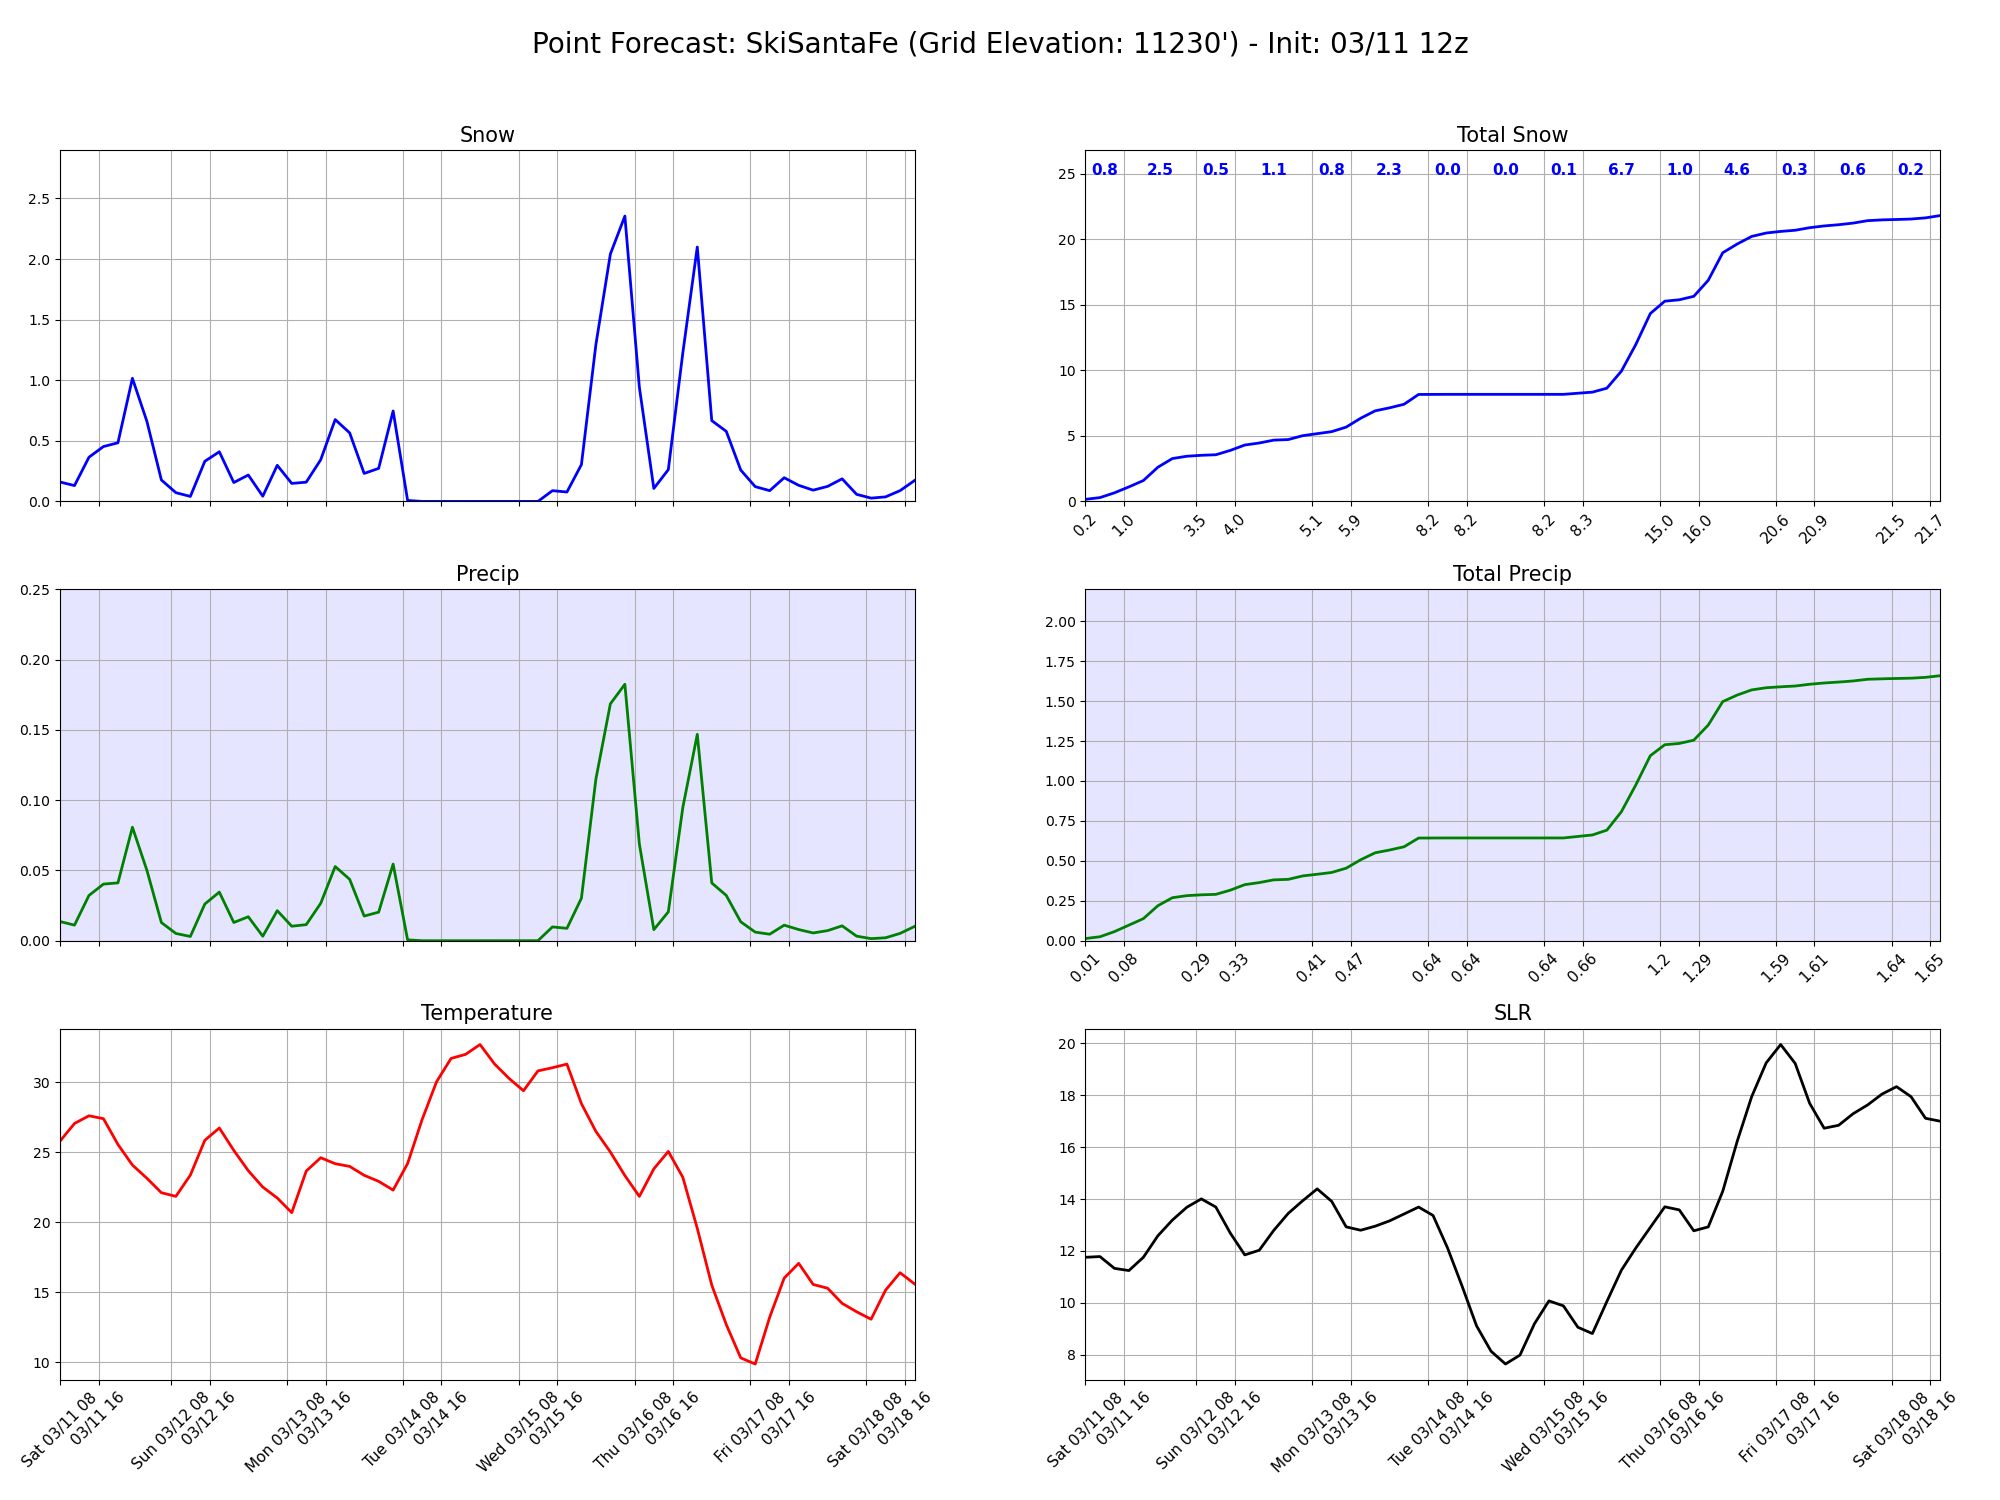 Point Forecast: SkiSantaFe (Grid Elevation: 11230') - Init: 03/11 12z
Snow
2.5
2.0
1.5
1.0
0.5
0.0
Total Snow
0.8 2.5 0.5 1.1 0.8 2.3 0.0 0.0 0.1 6.7 1.0 4.6 0.3 0.6 0.2
25
20
15
10
5
0
0.2 1.0 3.5 4.0 5.1 5.9 8.2 8.2 8.2 8.3 15.0 16.0 20.6 20.9 21.5 21.7
Precip
0.25
0.20
0.15
0.10
0.05
0.00
Total Precip
2.00
1.75
1.50
1.25
1.00
0.75
0.50
0.25
0.00
0.01 0.08 0.29 0.33 0.41 0.47 0.64 0.64 0.64 0.66 1.2 1.29 1.59 1.61 1.64 1.65
Temperature
30
25
20
15
10
Sat 03/11 08
03/11 16
Sun 03/12 08
03/12 16
Mon 03/13 08
03/13 16
Tue 03/14 08
03/14 16
Wed 03/15 08
03/15 16
Thu 03/16 08
03/16 16
Fri 03/17 08
03/17 16
Sat 03/18 08
03/18 16
SLR
20
18
16
14
12
10
8
Sat 03/11 08
03/11 16
Sun 03/12 08
03/12 16
Mon 03/13 08
03/13 16
Tue 03/14 08
03/14 16
Wed 03/15 08
03/15 16
Thu 03/16 08
03/16 16
Fri 03/17 08
03/17 16
Sat 03/18 08
03/18 16